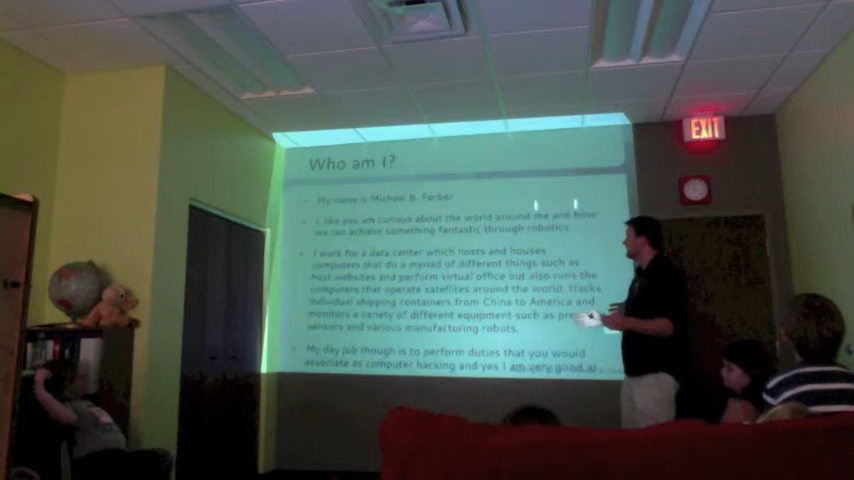 Who am I?
My name is Michael B. Ferber
I, like you am curious about the world around me and how
we can achieve something fantastic through robotics
I work for a data center which hosts and houses
computers that do a myriad of different things such as
host websites and perform virtual office but also runs the
computers that operate satellites around the world, tracks
individual shipping containers from China to America and
monitors a variety of different equipment such as
sensors and various manufacturing robots.
My day job though is to perform duties that you would
associate as computer hacking and yes I am very good at
EXIT